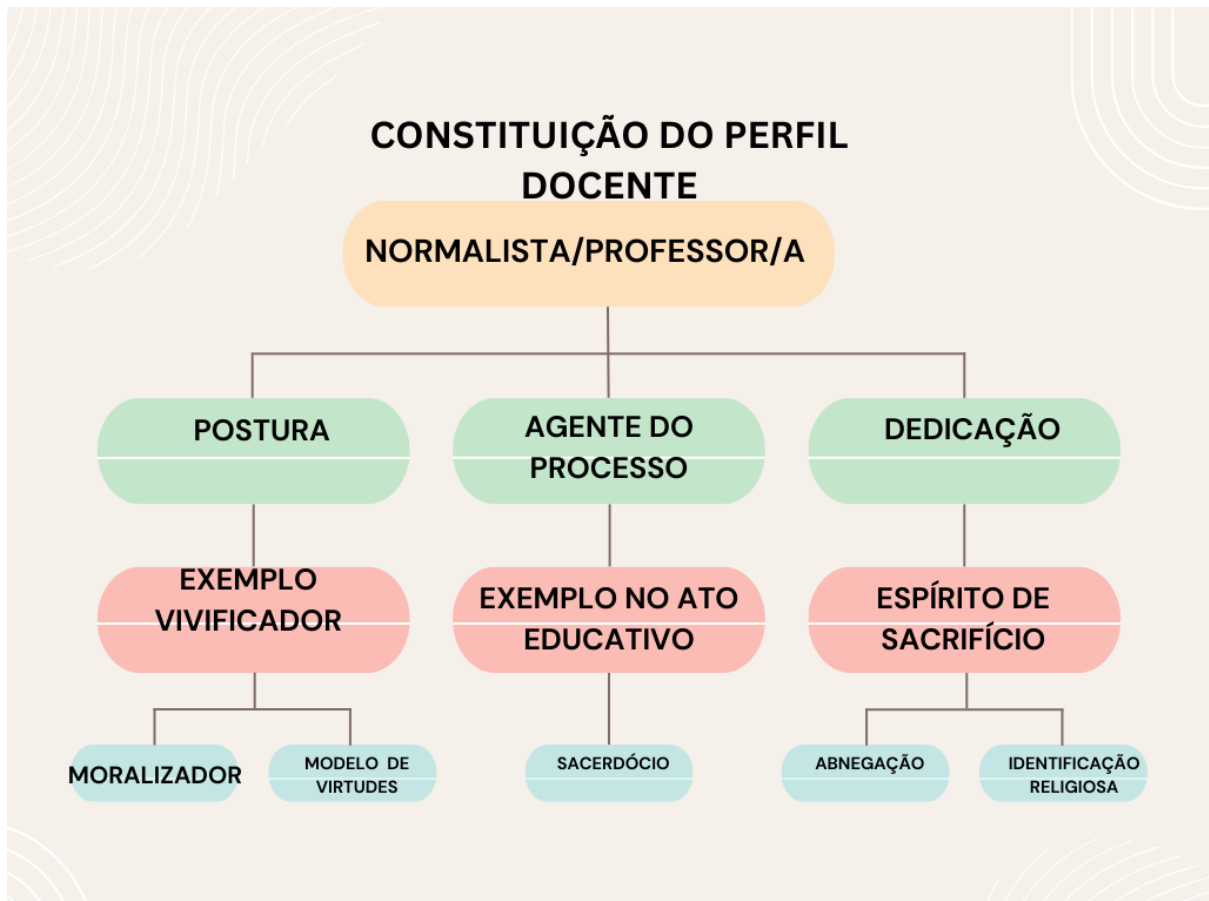 CONSTITUIÇÃO DO PERFIL
DOCENTE
NORMALISTA/PROFESSOR/A
POSTURA
AGENTE DO
PROCESSO
DEDICAÇÃO
EXEMPLO
VIVIFICADOR
EXEMPLO NO ATO
EDUCATIVO
ESPÍRITO DE
SACRIFÍCIO
MORALIZADOR
MODELO DE
VIRTUDES
SACERDÓCIO
ABNEGAÇÃO
IDENTIFICAÇÃO
RELIGIOSA